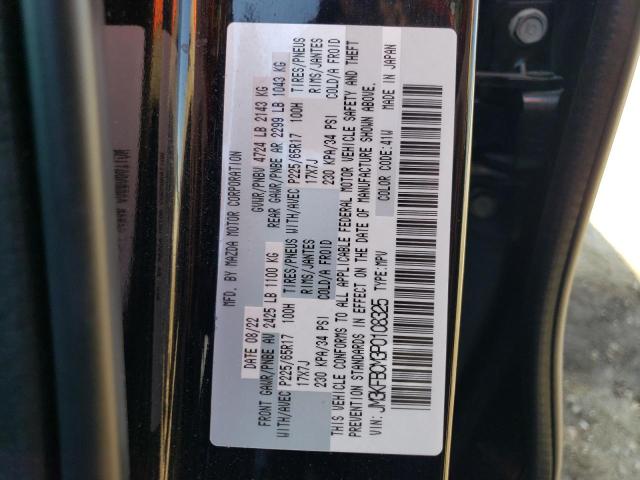 MFD. BY MAZDA MOTOR CORPORATION
DATE 08/22 GVWR/PNBV 4724 LB 2143 KG
FRONT GAWR/PNBE AV 2425 LB 1100 KG REAR GAWR/PNBE AR 2299 LB 1043 KG
WITH/AVEC P225/65R17 100H TIRES/PNEUS WITH/AVEC P225/65R17 100H TIRES/PNEUS
17X7J RIMS/JANTES 17X7J RIMS/JANTES
230 KPA/34 PSI COLD/A FROID 230 KPA/34 PSI COLD/A FROID
THIS VEHICLE CONFORMS TO ALL APPLICABLE FEDERAL MOTOR VEHICLE SAFETY AND THEFT
PREVENTION STANDARDS IN EFFECT ON THE DATE OF MANUFACTURE SHOWN ABOVE.
VIN: JM3KFBCM3P0108325 TYPE:MPV COLOR CODE:41W MADE IN JAPAN